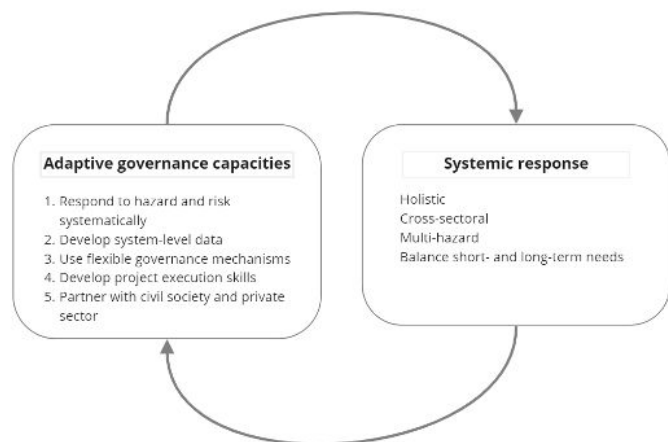 Adaptive governance capacities
1. Respond to hazard and risk
systematically
2. Develop system-level data
3. Use flexible governance mechanisms
4. Develop project execution skills
5. Partner with civil society and private
sector
Systemic response
Holistic
Cross-sectoral
Multi-hazard
Balance short- and long-term needs